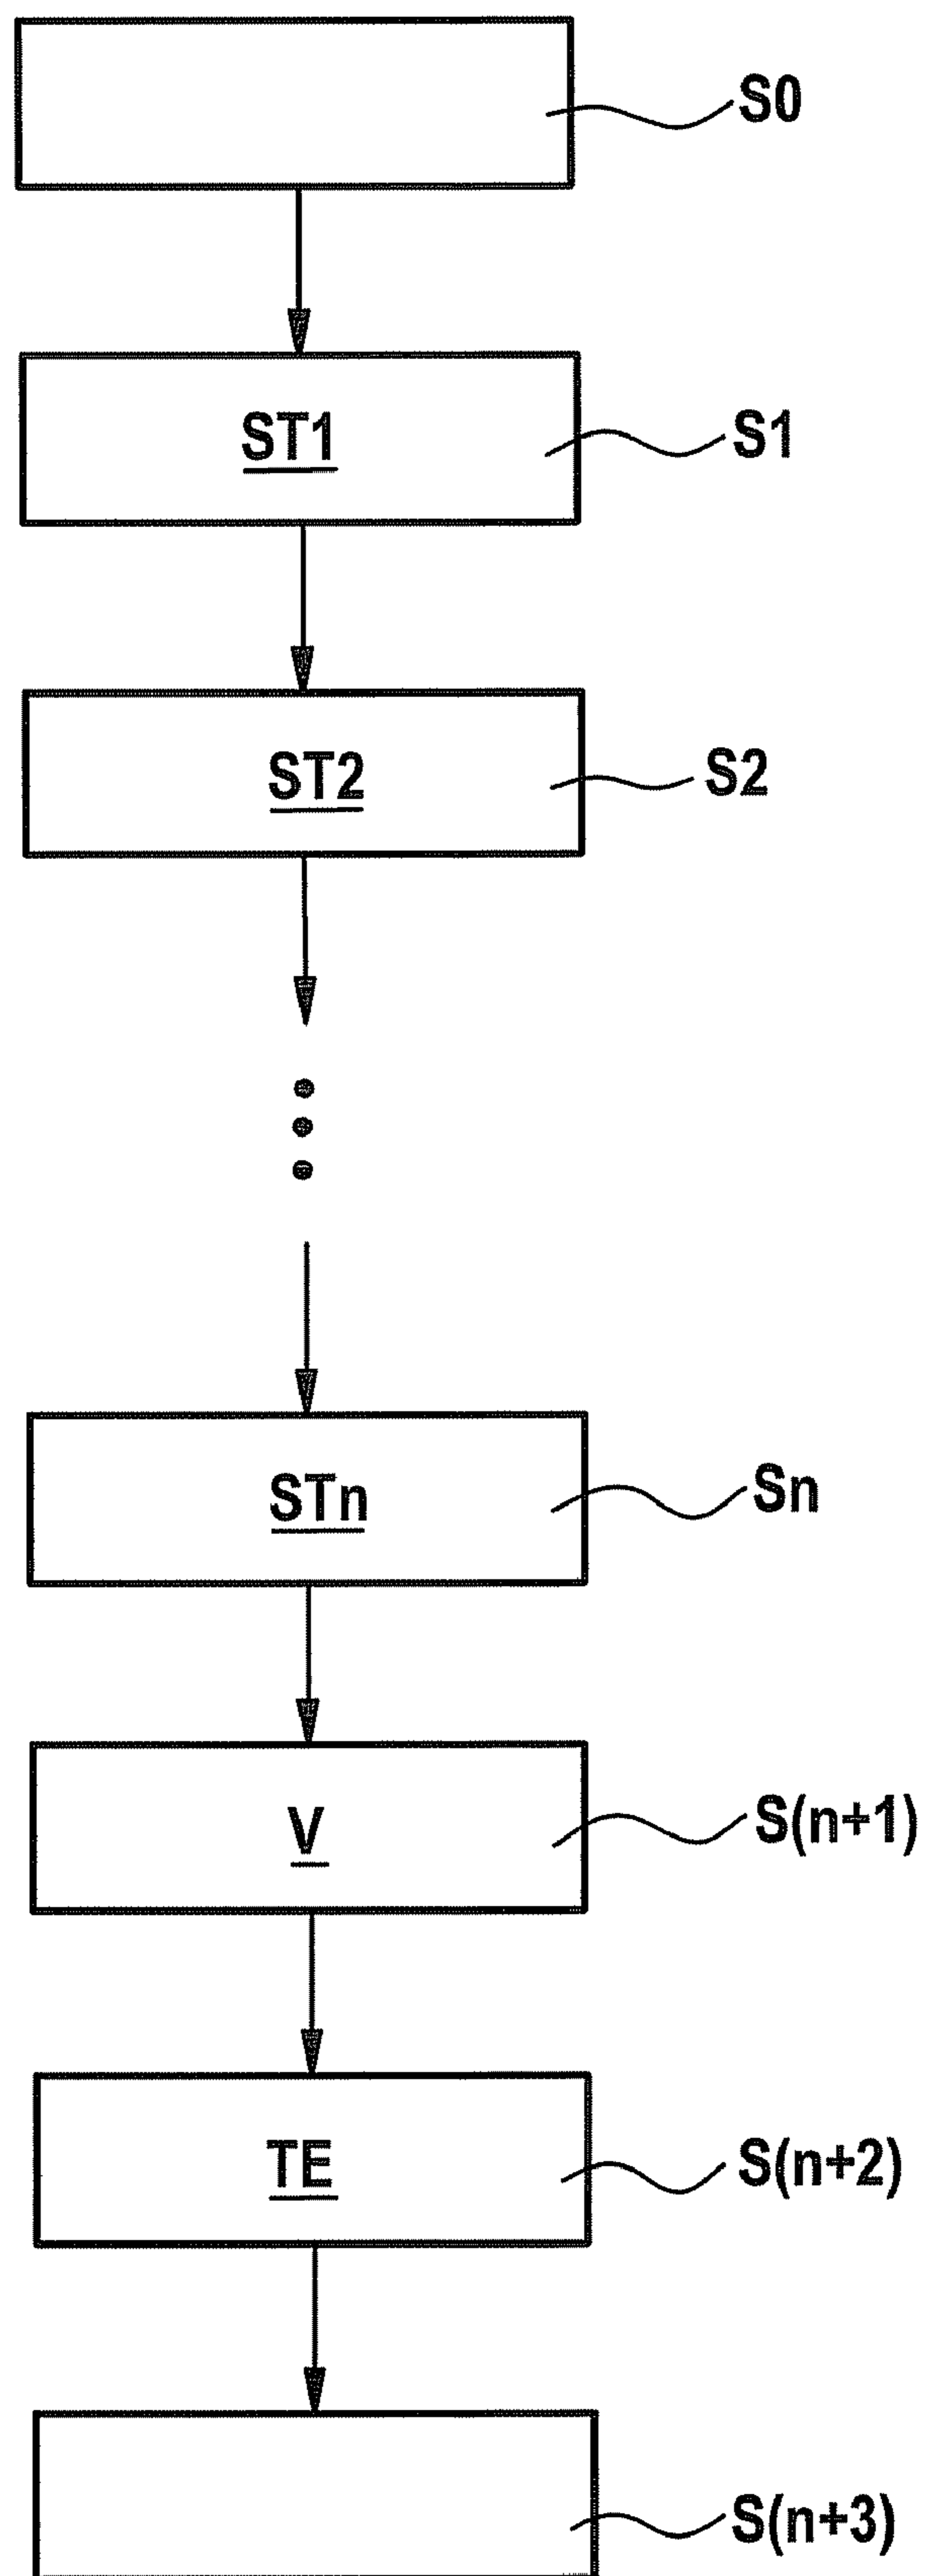 S0
ST1 S1
ST2 S2
STn Sn
V S(n+1)
TE S(n+2)
S(n+3)